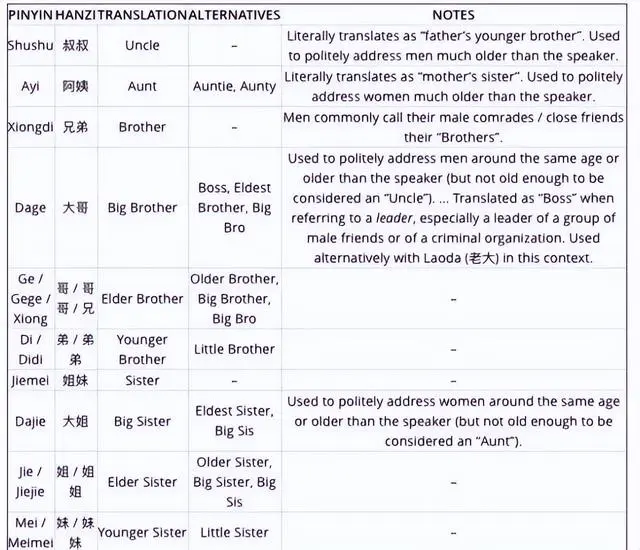 PINYIN HANZI TRANSLATION ALTERNATIVES NOTES
Shushu 叔叔 Uncle – Literally translates as “father’s younger brother”. Used
to politely address men much older than the speaker.
Ayi 阿姨 Aunt Auntie, Aunty Literally translates as “mother’s sister”. Used to politely
address women much older than the speaker.
Xiongdi 兄弟 Brother – Men commonly call their male comrades / close friends
their “Brothers”.
Dage 大哥 Big Brother Boss, Eldest
Brother, Big
Bro
Used to politely address men around the same age or
older than the speaker (but not old enough to be
considered an “Uncle”). ... Translated as “Boss” when
referring to a leader, especially a leader of a group of
male friends or of a criminal organization. Used
alternatively with Laoda (老大) in this context.
Ge /
Gege /
Xiong
哥 / 哥
哥 / 兄
Elder Brother
Older Brother,
Big Brother,
Big Bro
–
Di /
Didi
弟 / 弟
弟
Younger
Brother
Little Brother
–
Jiemei 姐妹 Sister – –
Dajie 大姐 Big Sister Eldest Sister,
Big Sis
Used to politely address women around the same age
or older than the speaker (but not old enough to be
considered an “Aunt”).
Jie /
Jiejie
姐 / 姐
姐
Elder Sister
Older Sister,
Big Sister, Big
Sis
–
Mei /
Meimei
妹 / 妹
妹
Younger Sister
Little Sister
–